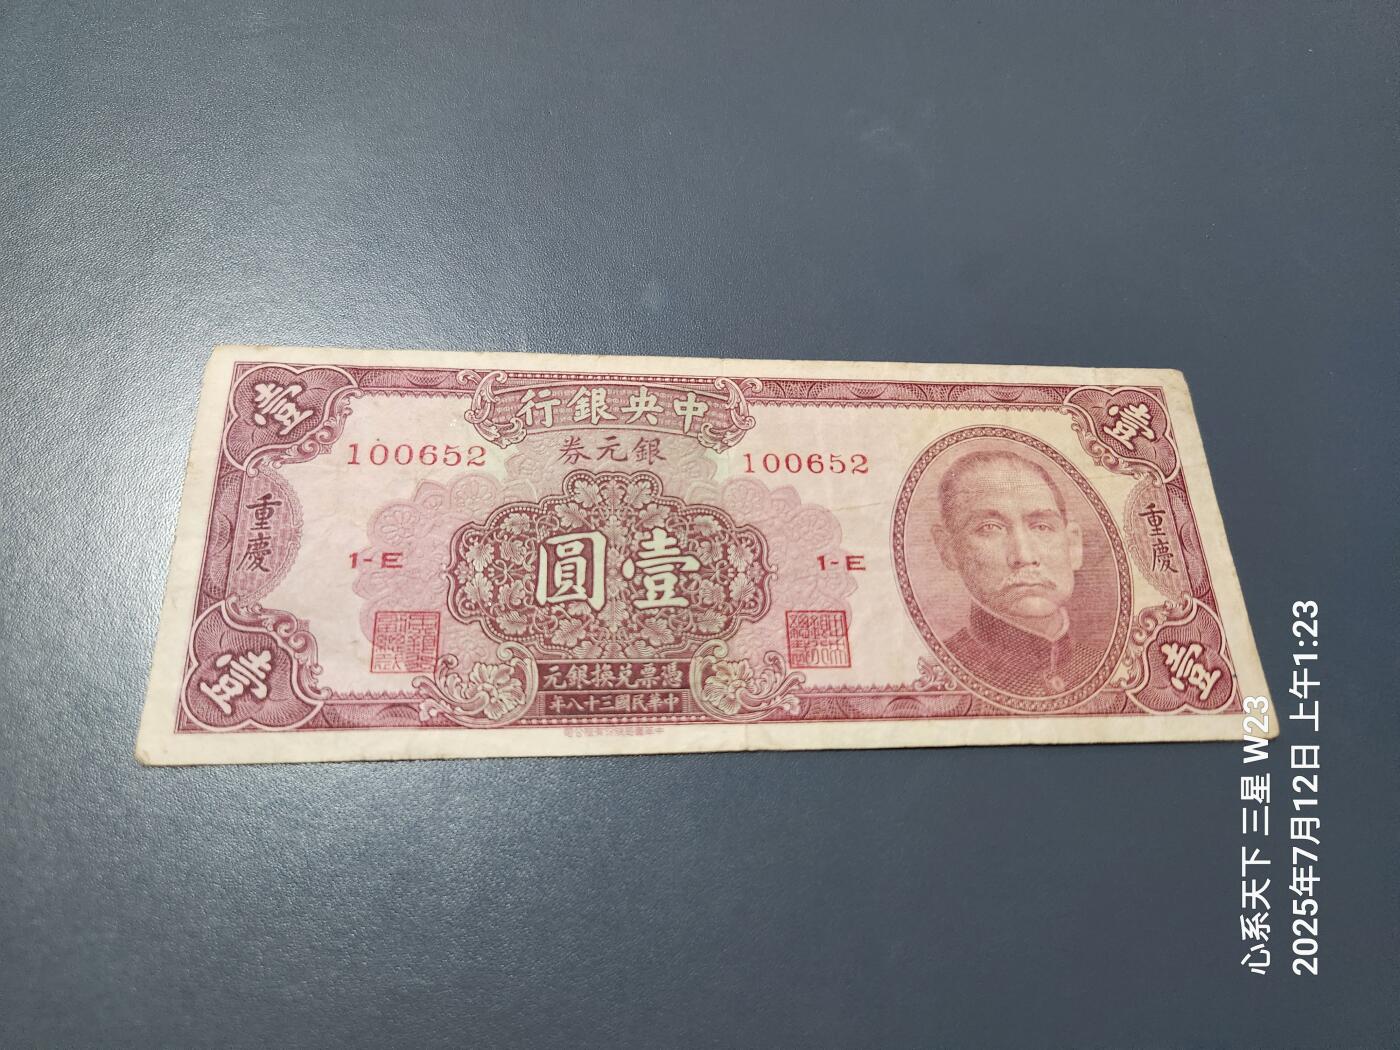 中央銀行
銀元券
壹
壹
100652
100652
重慶
重慶
壹圓
1-E
1-E
憑票兌換銀元
中華民國三十八年
壹
壹
心系天下 三星 W23
2025年7月12日 上午1:23